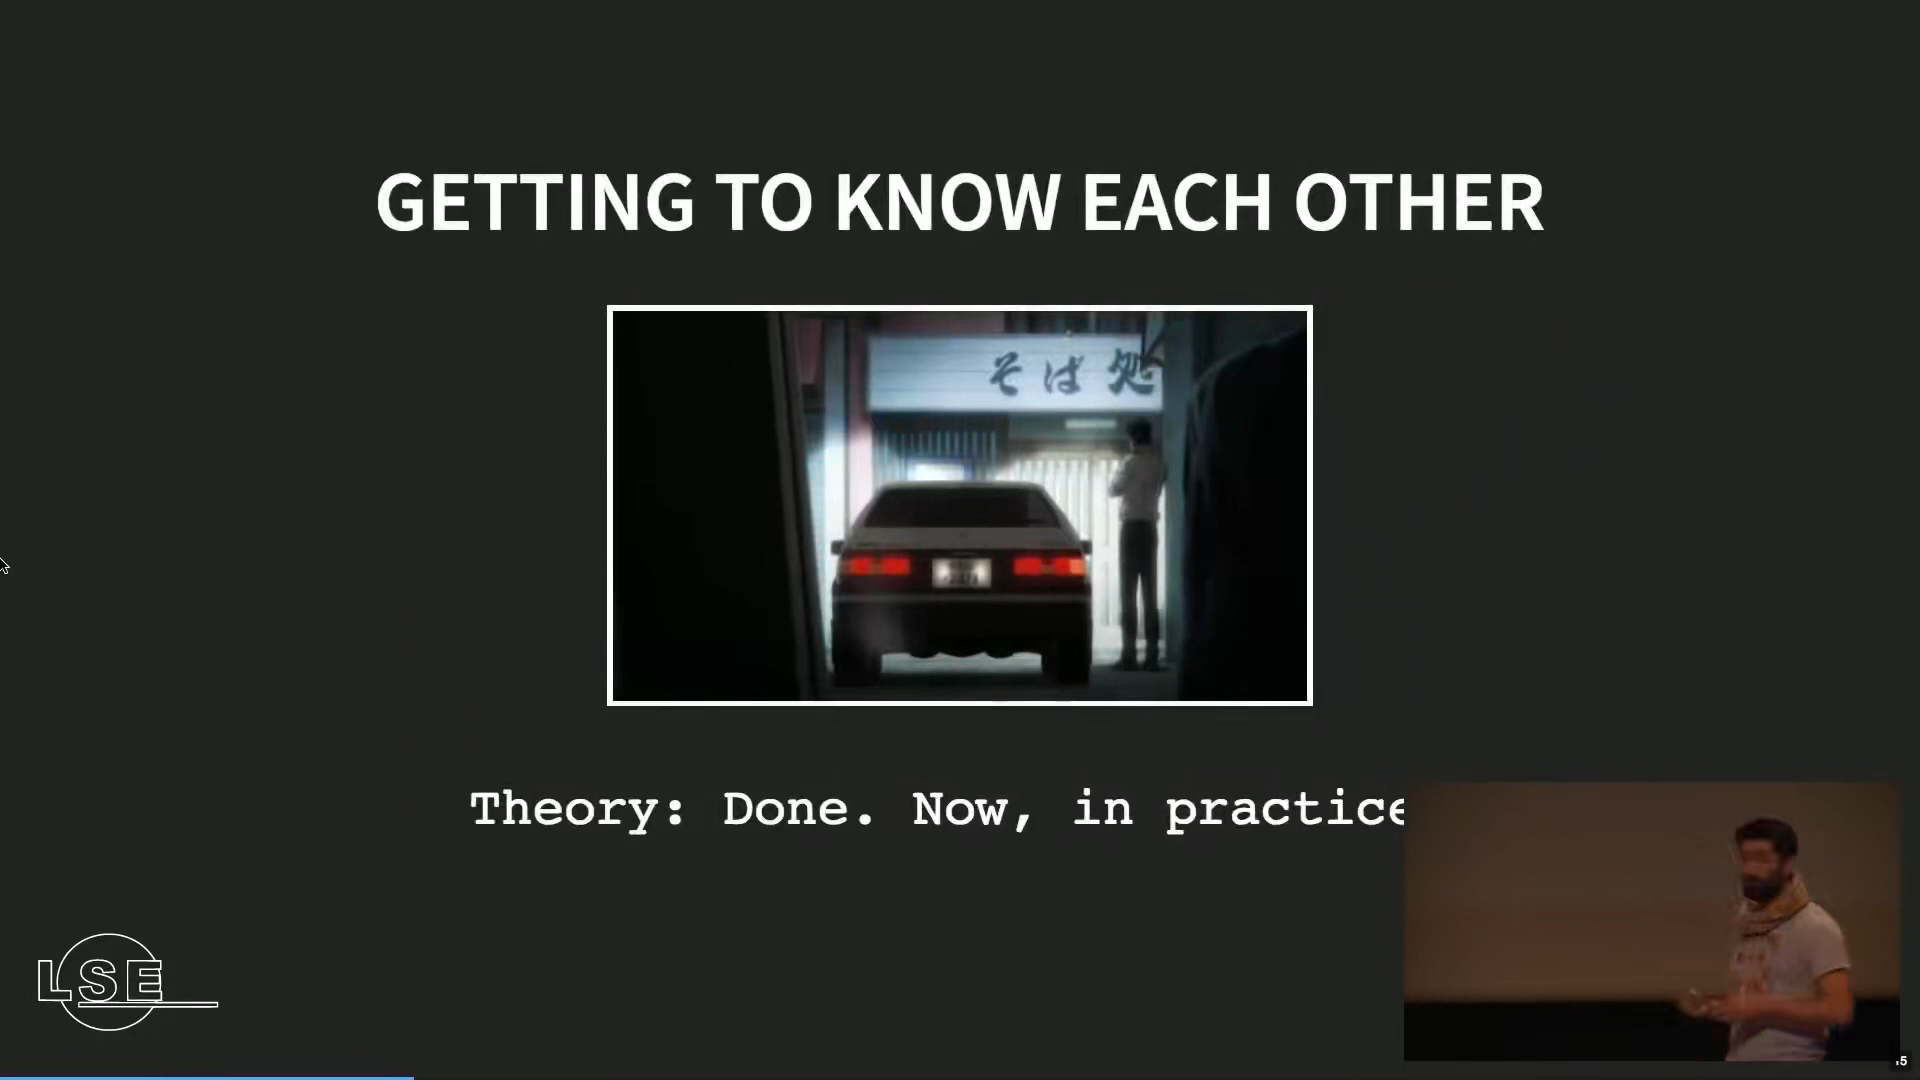 GETTING TO KNOW EACH OTHER
そば処
Theory: Done. Now, in practice
LSE